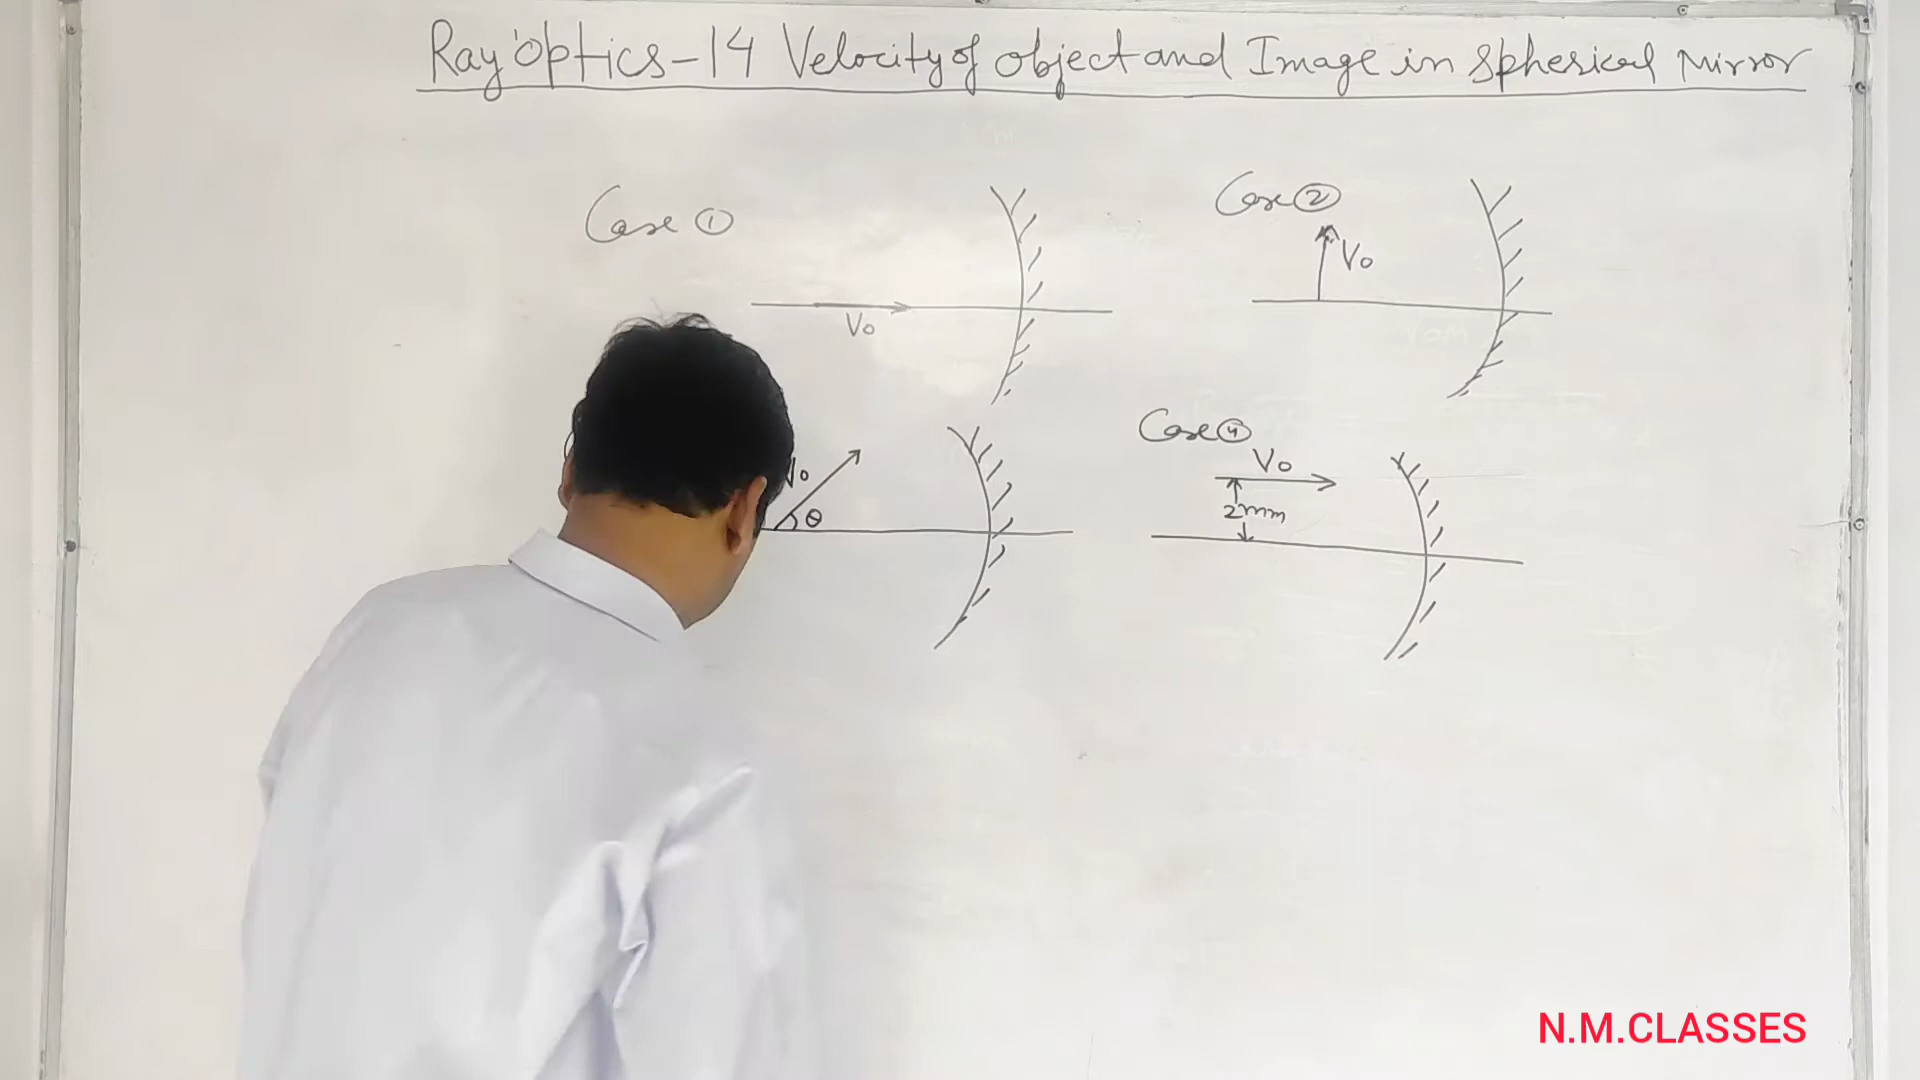 Ray Optics-14 Velocity of object and Image in Spherical Mirror
Case ①
Vo
Case ②
Vo
Vo
θ
Case ④
Vo
2mm
N.M.CLASSES